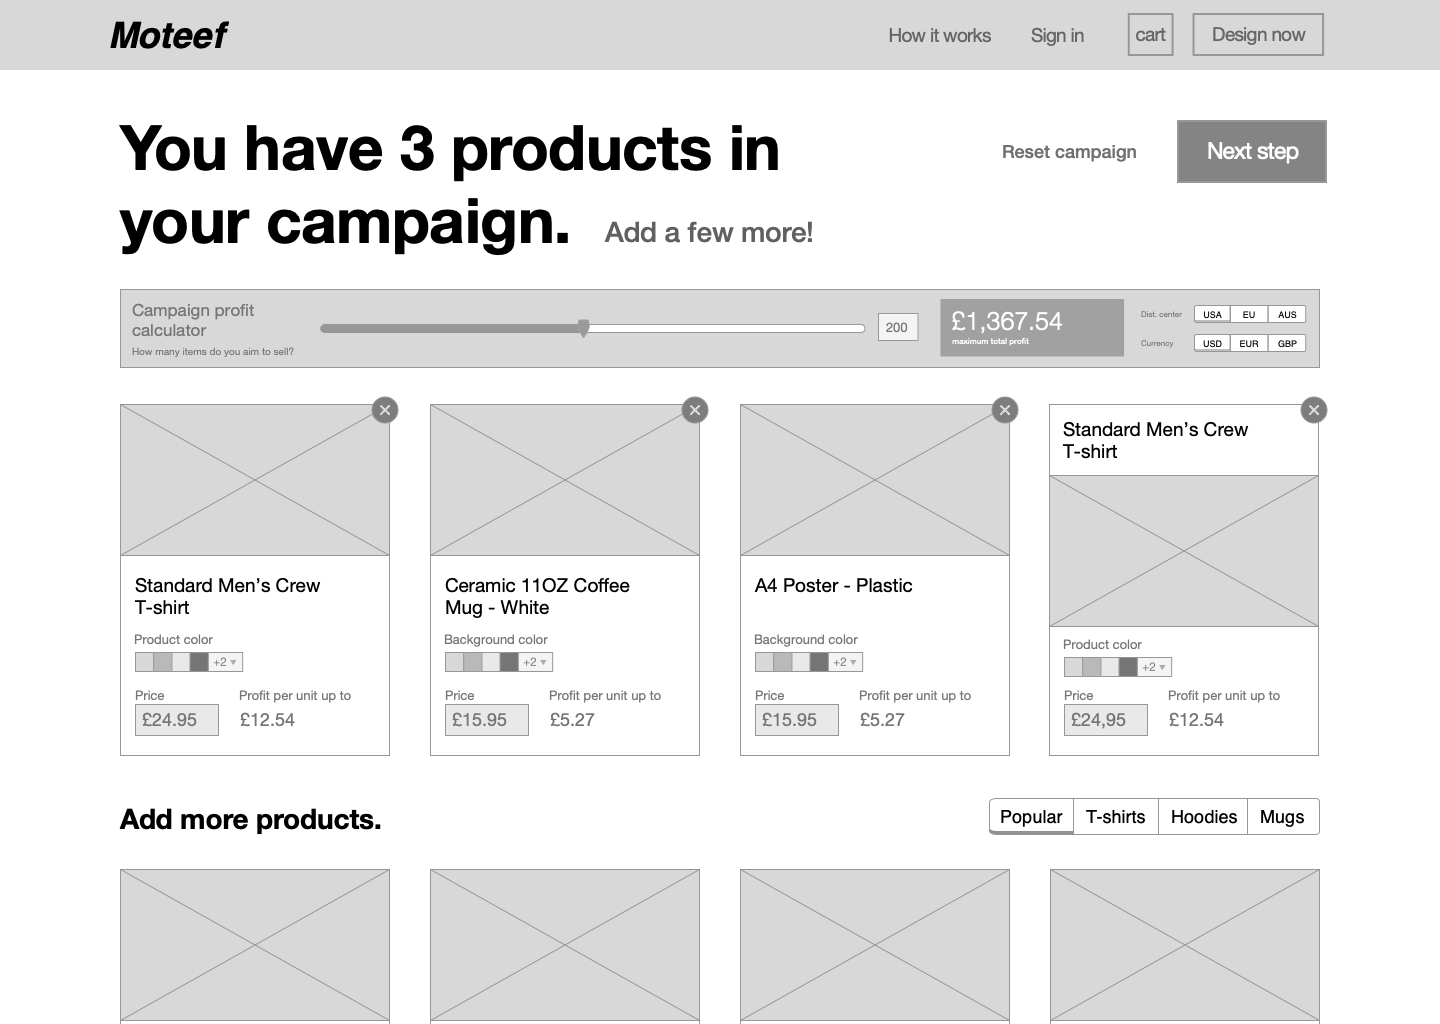 Moteef
How it works
Sign in
cart
Design now
You have 3 products in
your campaign.
Add a few more!
Reset campaign
Next step
Campaign profit
calculator
How many items do you aim to sell?
200
£1,367.54
maximum total profit
Dist. center
USA
EU
AUS
Currency
USD
EUR
GBP
Standard Men’s Crew
T-shirt
Product color
+2
Price
Profit per unit up to
£24.95
£12.54
Ceramic 11OZ Coffee
Mug - White
Background color
+2
Price
Profit per unit up to
£15.95
£5.27
A4 Poster - Plastic
Background color
+2
Price
Profit per unit up to
£15.95
£5.27
Standard Men’s Crew
T-shirt
Product color
+2
Price
Profit per unit up to
£24,95
£12.54
Add more products.
Popular
T-shirts
Hoodies
Mugs